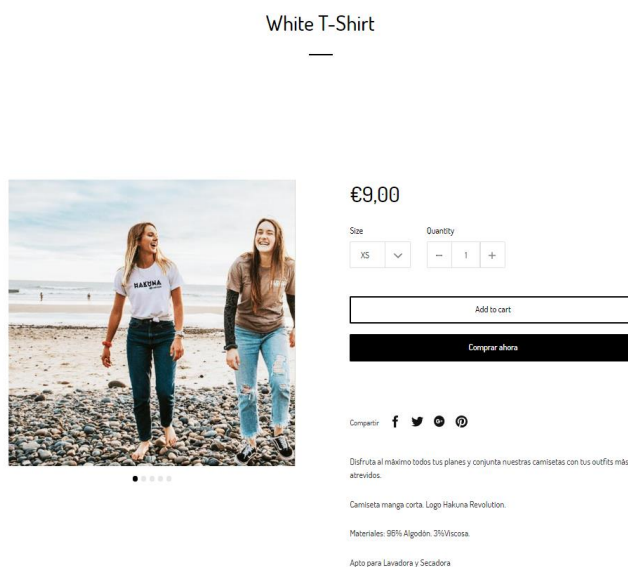 White T-Shirt
€9,00
Size
Quantity
XS
1
Add to cart
Comprar ahora
HAKUNA
Compartir
Disfruta al máximo todos tus planes y conjunta nuestras camisetas con tus outfits más
atrevidos.
Camiseta manga corta. Logo Hakuna Revolution.
Materiales: 96% Algodón. 3%Viscosa.
Apto para Lavadora y Secadora